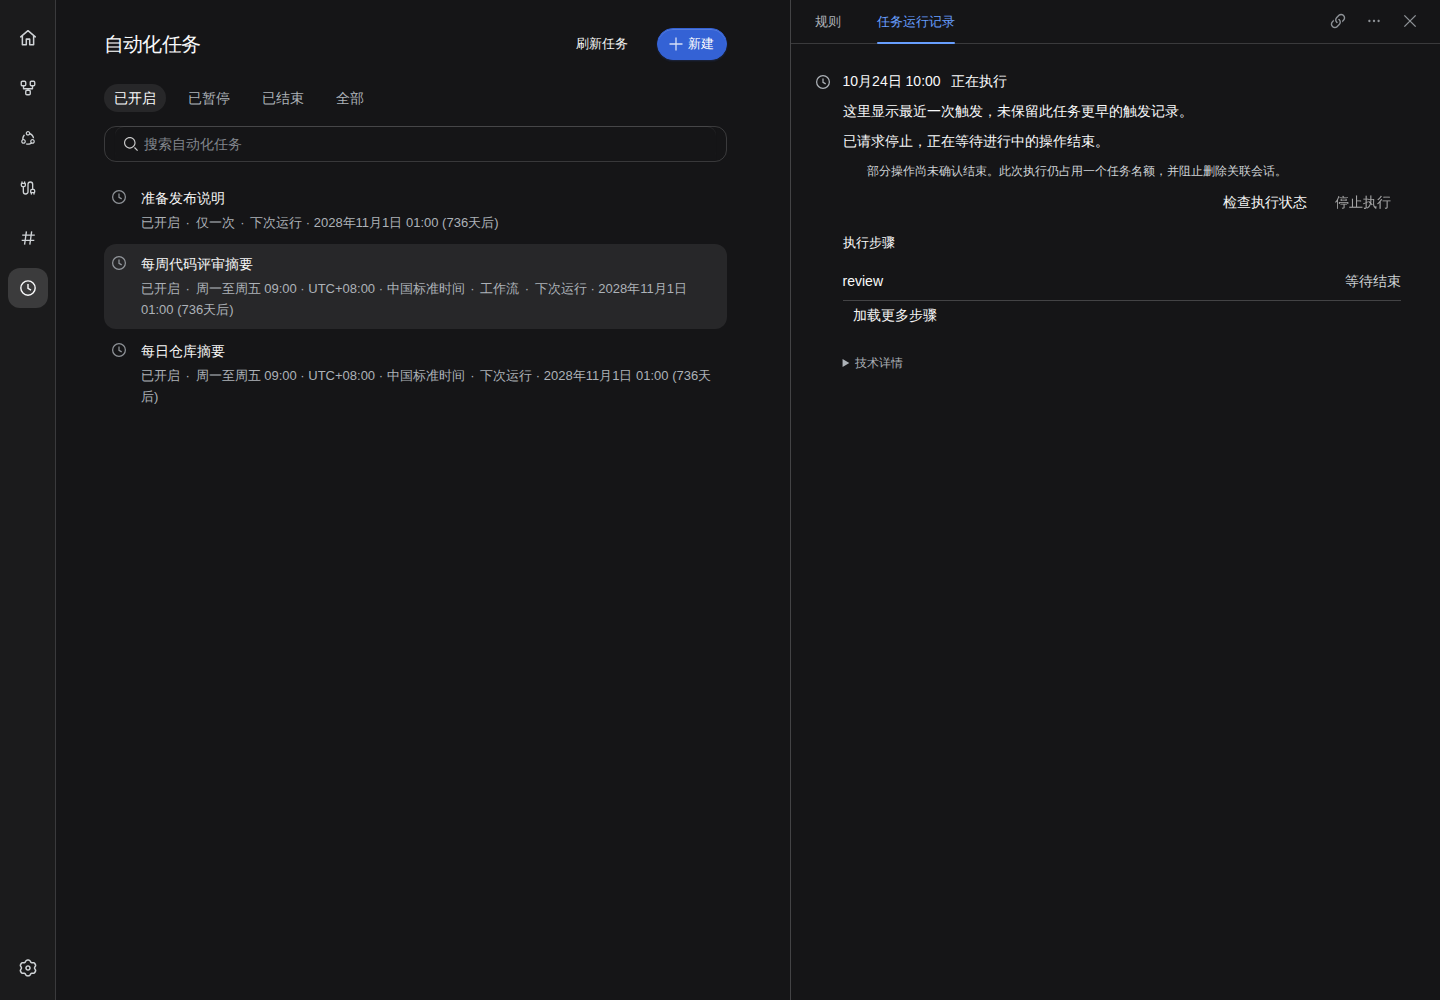 自动化任务
刷新任务
新建
已开启
已暂停
已结束
全部
搜索自动化任务
准备发布说明
已开启 · 仅一次 · 下次运行 · 2028年11月1日 01:00 (736天后)
每周代码评审摘要
已开启 · 周一至周五 09:00 · UTC+08:00 · 中国标准时间 · 工作流 · 下次运行 · 2028年11月1日
01:00 (736天后)
每日仓库摘要
已开启 · 周一至周五 09:00 · UTC+08:00 · 中国标准时间 · 下次运行 · 2028年11月1日 01:00 (736天
后)
规则
任务运行记录
10月24日 10:00 正在执行
这里显示最近一次触发，未保留此任务更早的触发记录。
已请求停止，正在等待进行中的操作结束。
部分操作尚未确认结束。此次执行仍占用一个任务名额，并阻止删除关联会话。
检查执行状态
停止执行
执行步骤
review
等待结束
加载更多步骤
技术详情